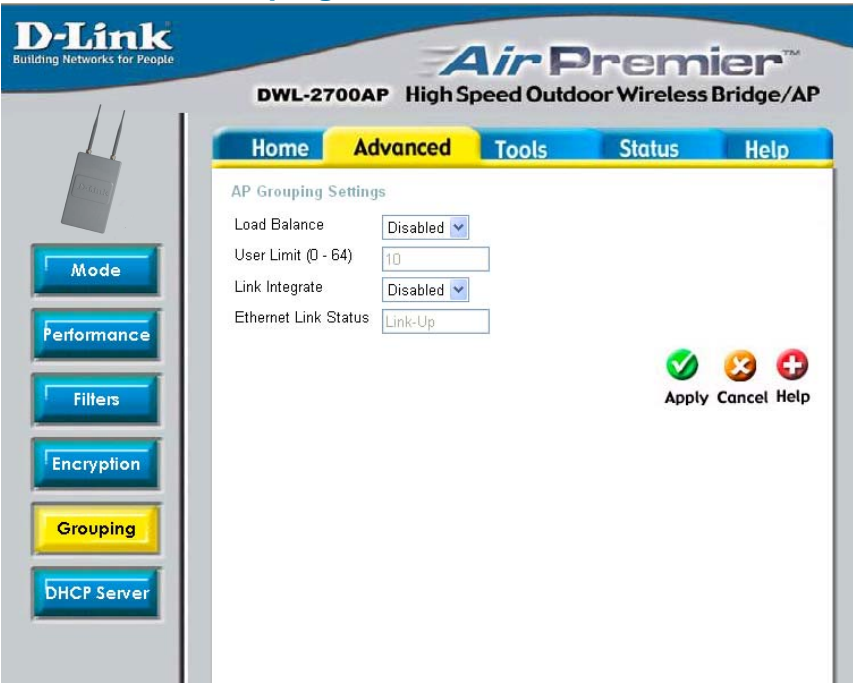 D-Link
Building Networks for People
AirPremier™
DWL-2700AP High Speed Outdoor Wireless Bridge/AP
Home Advanced Tools Status Help
AP Grouping Settings
Load Balance Disabled
User Limit (0 - 64) 10
Link Integrate Disabled
Ethernet Link Status Link-Up
Apply Cancel Help
Mode
Performance
Filters
Encryption
Grouping
DHCP Server